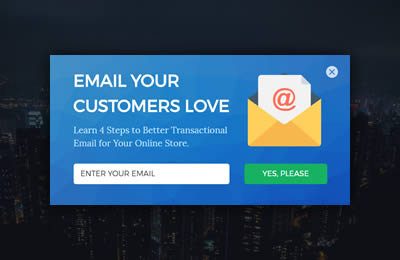 EMAIL YOUR
CUSTOMERS LOVE
Learn 4 Steps to Better Transactional
Email for Your Online Store.
ENTER YOUR EMAIL
YES, PLEASE
@